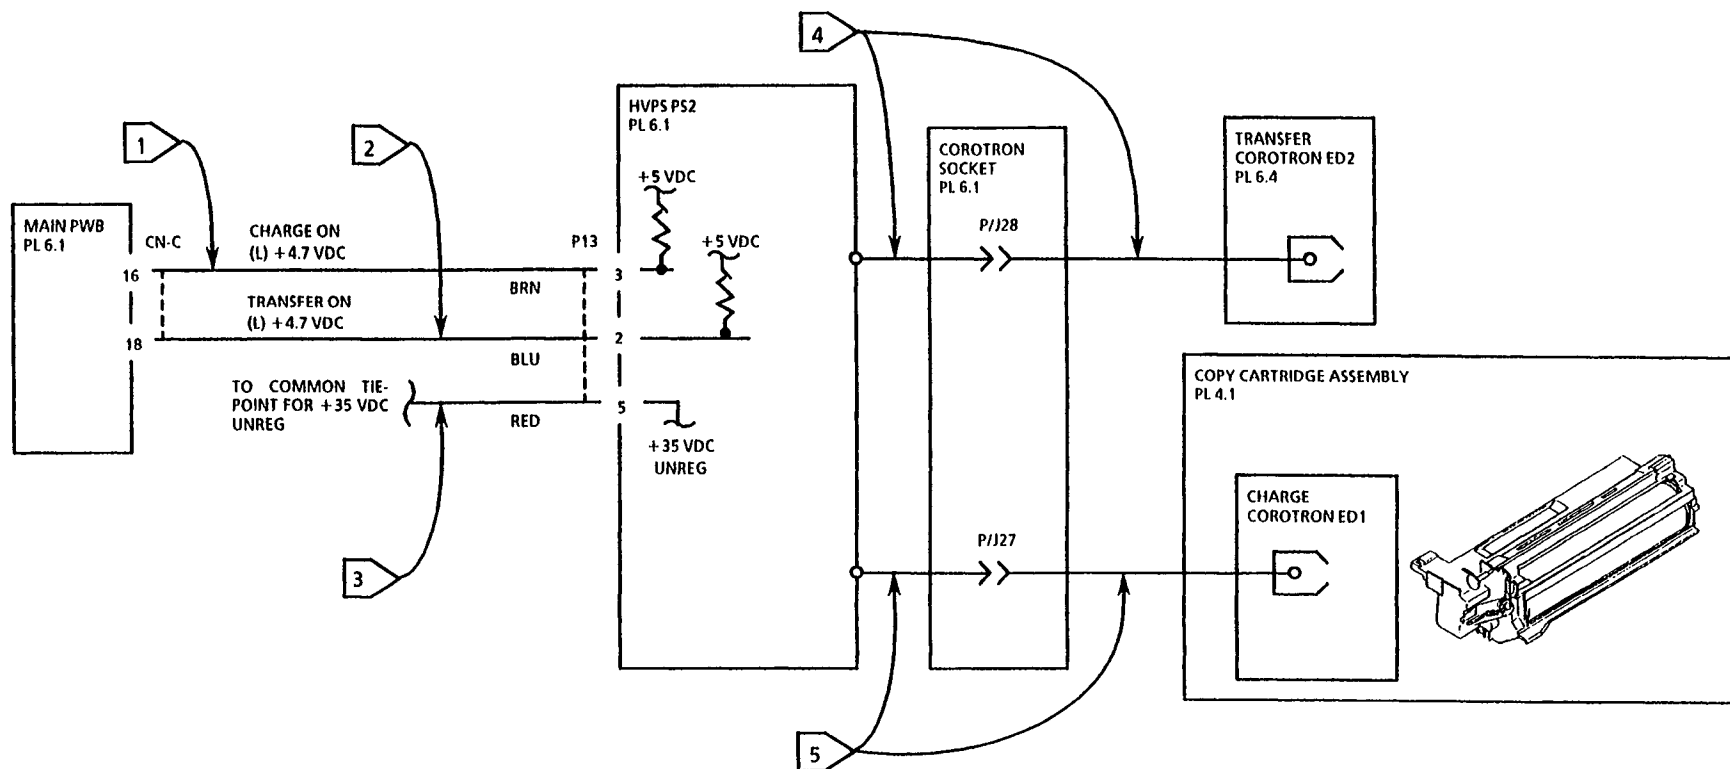 4
HVPS PS2
PL 6.1
1
2
+5 VDC
+5 VDC
COROTRON
SOCKET
PL 6.1
TRANSFER
COROTRON ED2
PL 6.4
MAIN PWB
PL 6.1
CN-C
CHARGE ON
(L) +4.7 VDC
P13
P/J28
16
BRN
3
TRANSFER ON
(L) +4.7 VDC
18
BLU
2
TO COMMON TIE-
POINT FOR +35 VDC
UNREG
RED
5
+35 VDC
UNREG
COPY CARTRIDGE ASSEMBLY
PL 4.1
CHARGE
COROTRON ED1
P/J27
3
5